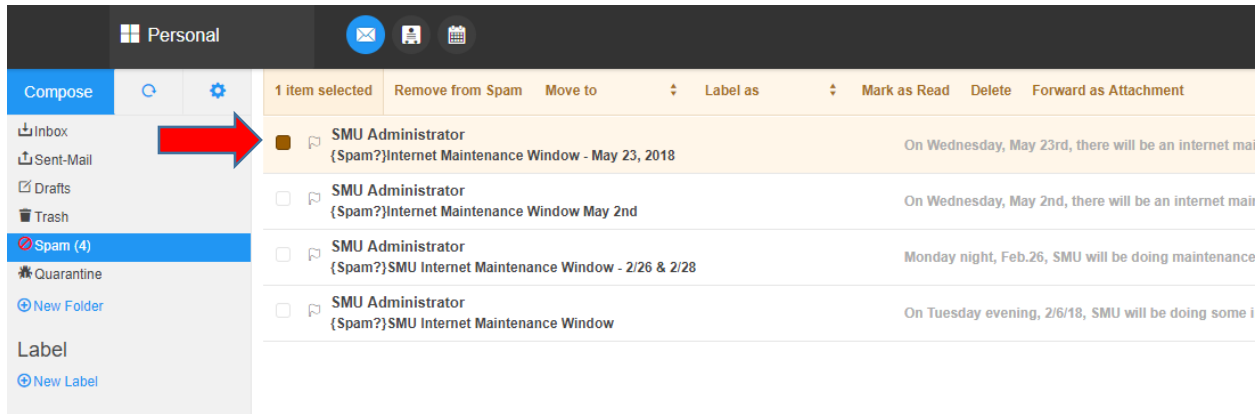 Personal
Compose
1 item selected Remove from Spam Move to Label as Mark as Read Delete Forward as Attachment
Inbox
Sent-Mail
Drafts
Trash
Spam (4)
Quarantine
New Folder
Label
New Label
SMU Administrator
{Spam?}Internet Maintenance Window - May 23, 2018
On Wednesday, May 23rd, there will be an internet mai
SMU Administrator
{Spam?}Internet Maintenance Window May 2nd
On Wednesday, May 2nd, there will be an internet main
SMU Administrator
{Spam?}SMU Internet Maintenance Window - 2/26 & 2/28
Monday night, Feb.26, SMU will be doing maintenance
SMU Administrator
{Spam?}SMU Internet Maintenance Window
On Tuesday evening, 2/6/18, SMU will be doing some i